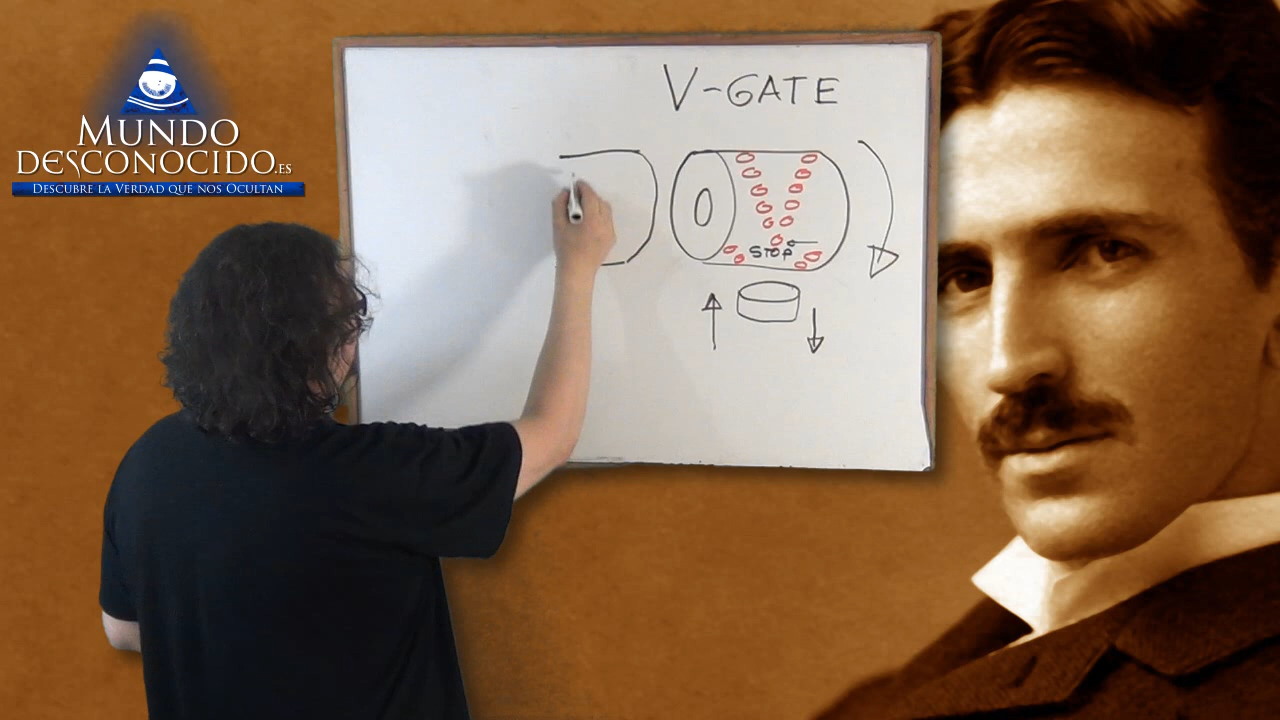 MUNDO
DESCONOCIDO.ES
DESCUBRE LA VERDAD QUE NOS OCULTAN
V-GATE
STOP